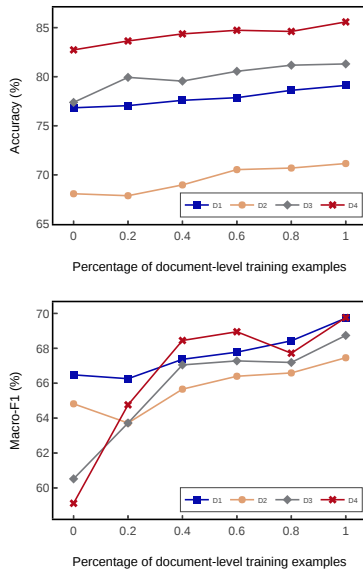 85
80
75
70
65
Accuracy (%)
D1 D2 D3 D4
0 0.2 0.4 0.6 0.8 1
Percentage of document-level training examples
70
68
66
64
62
60
Macro-F1 (%)
D1 D2 D3 D4
0 0.2 0.4 0.6 0.8 1
Percentage of document-level training examples